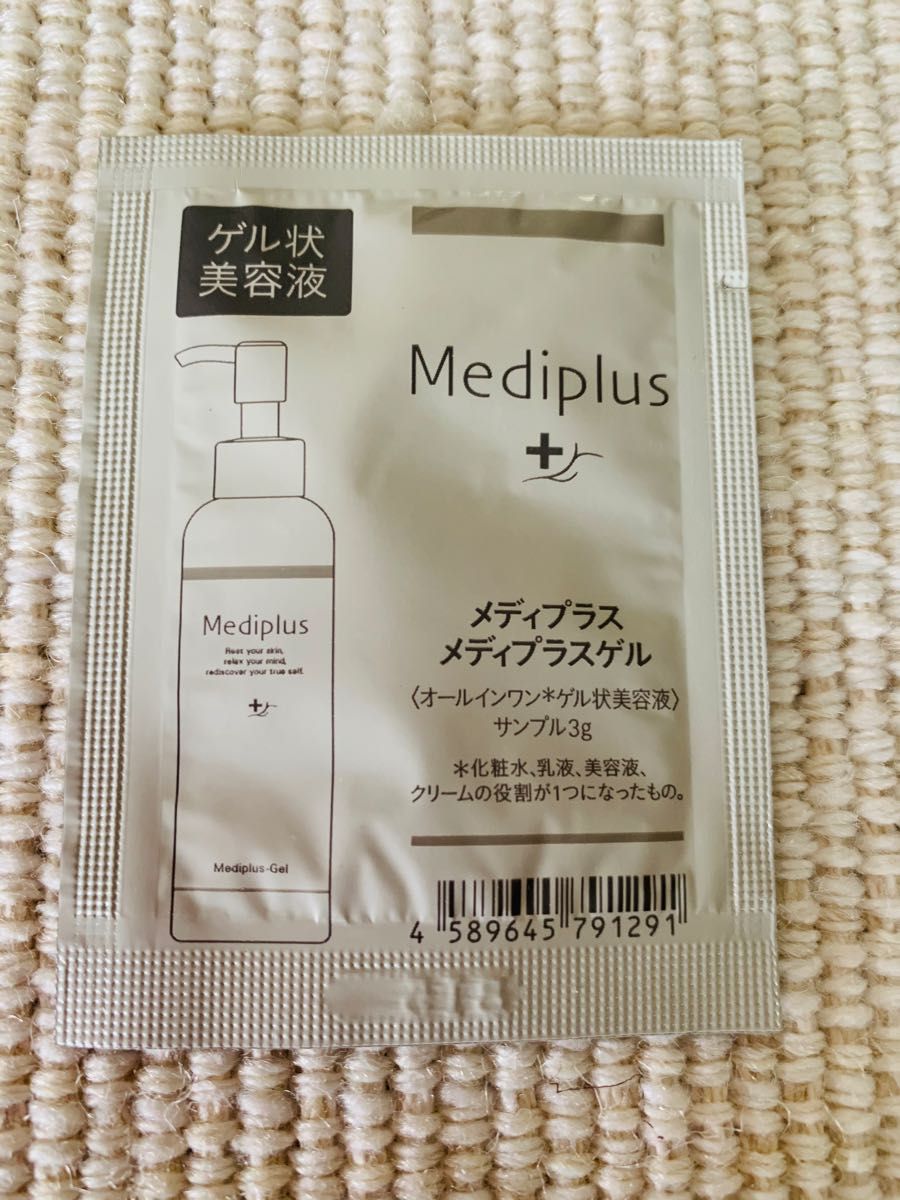 ゲル状
美容液
Mediplus
Mediplus
Rest your skin,
relax your mind,
rediscover your true self.
Mediplus-Gel
メディプラス
メディプラスゲル
〈オールインワン*ゲル状美容液〉
サンプル3g
*化粧水、乳液、美容液、
クリームの役割が1つになったもの。
4 589645 791291